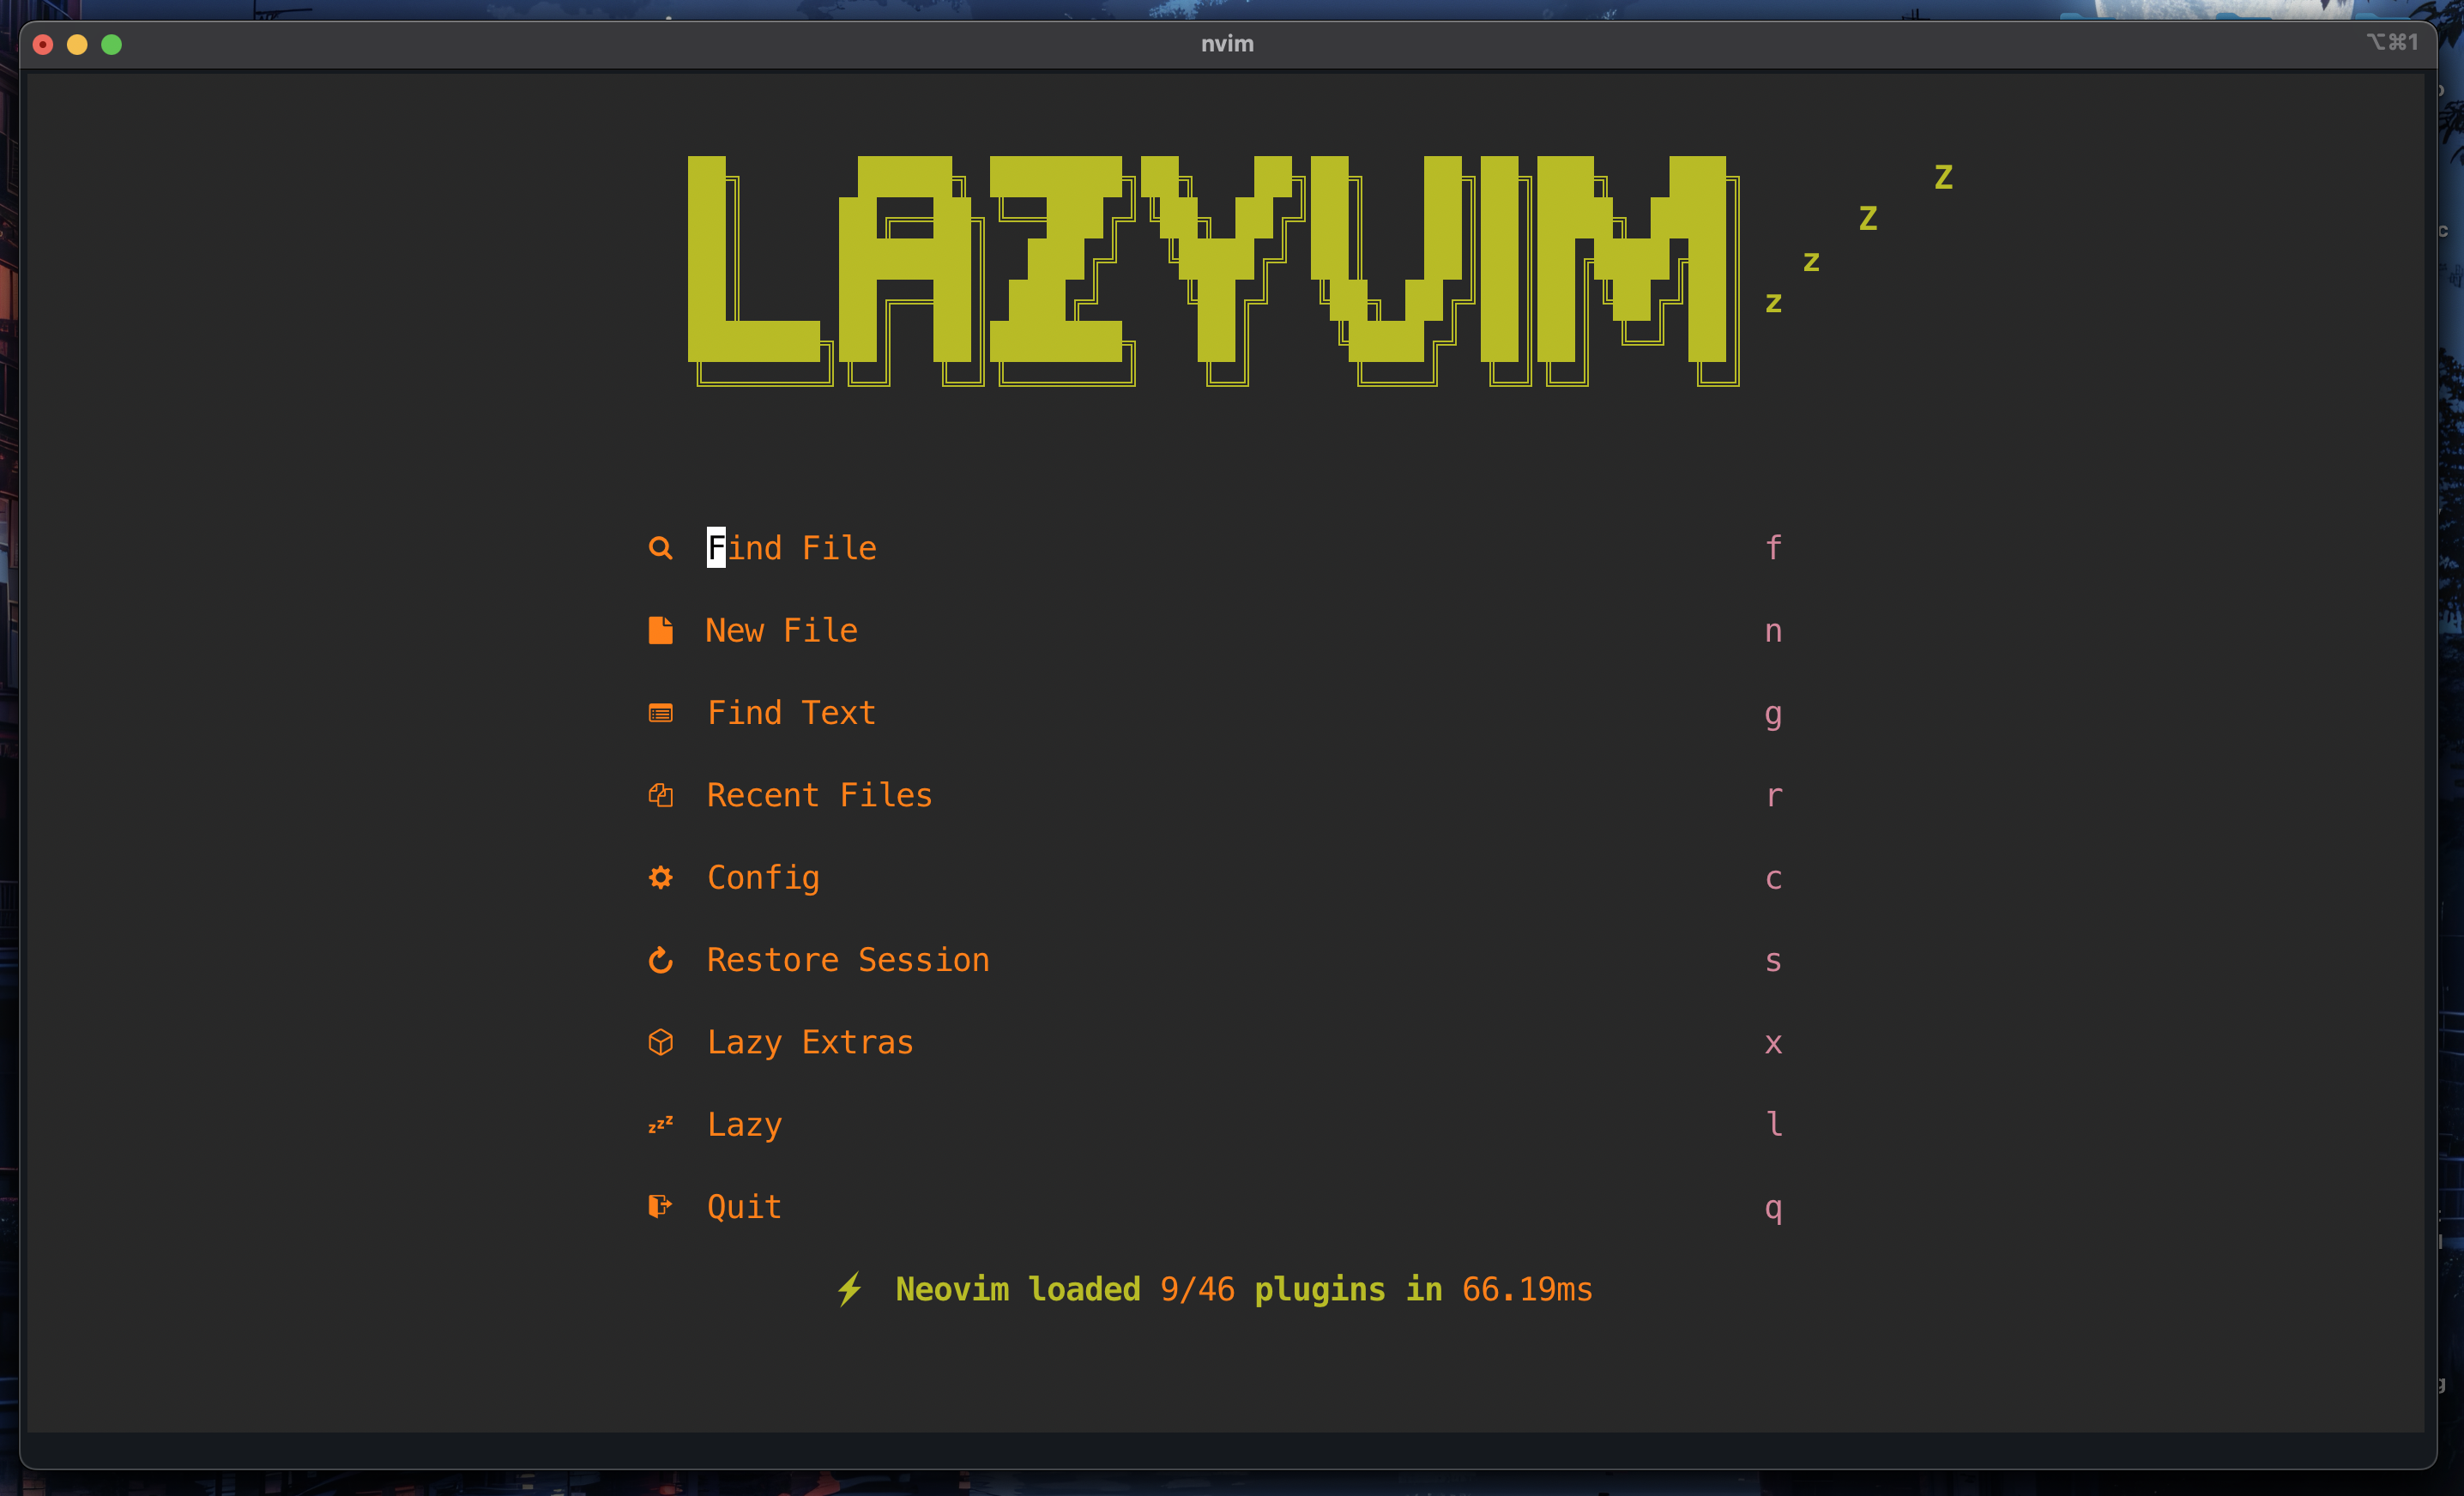 nvim
⌥⌘1
LAZYVIM
Z
Z
z
z
Find File f
New File n
Find Text g
Recent Files r
Config c
Restore Session s
Lazy Extras x
zzz Lazy l
Quit q
Neovim loaded 9/46 plugins in 66.19ms